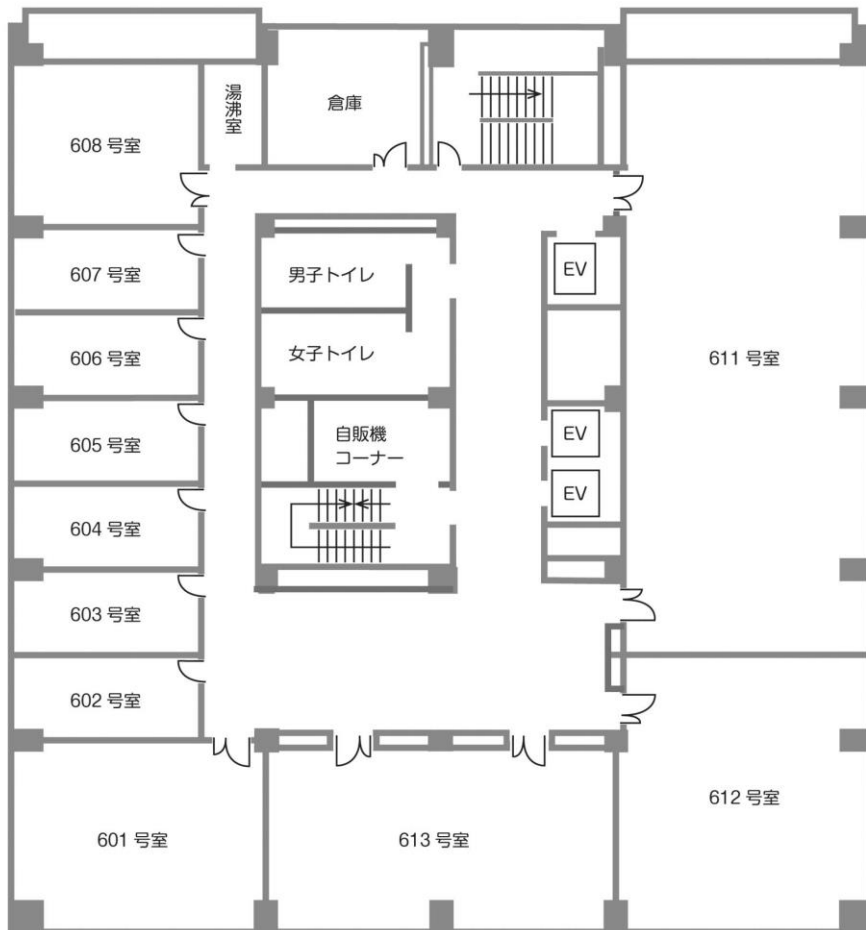 湯沸室
倉庫
608 号室
607 号室
男子トイレ
EV
606 号室
女子トイレ
611 号室
605 号室
自販機
コーナー
EV
EV
604 号室
603 号室
602 号室
612 号室
601 号室
613 号室